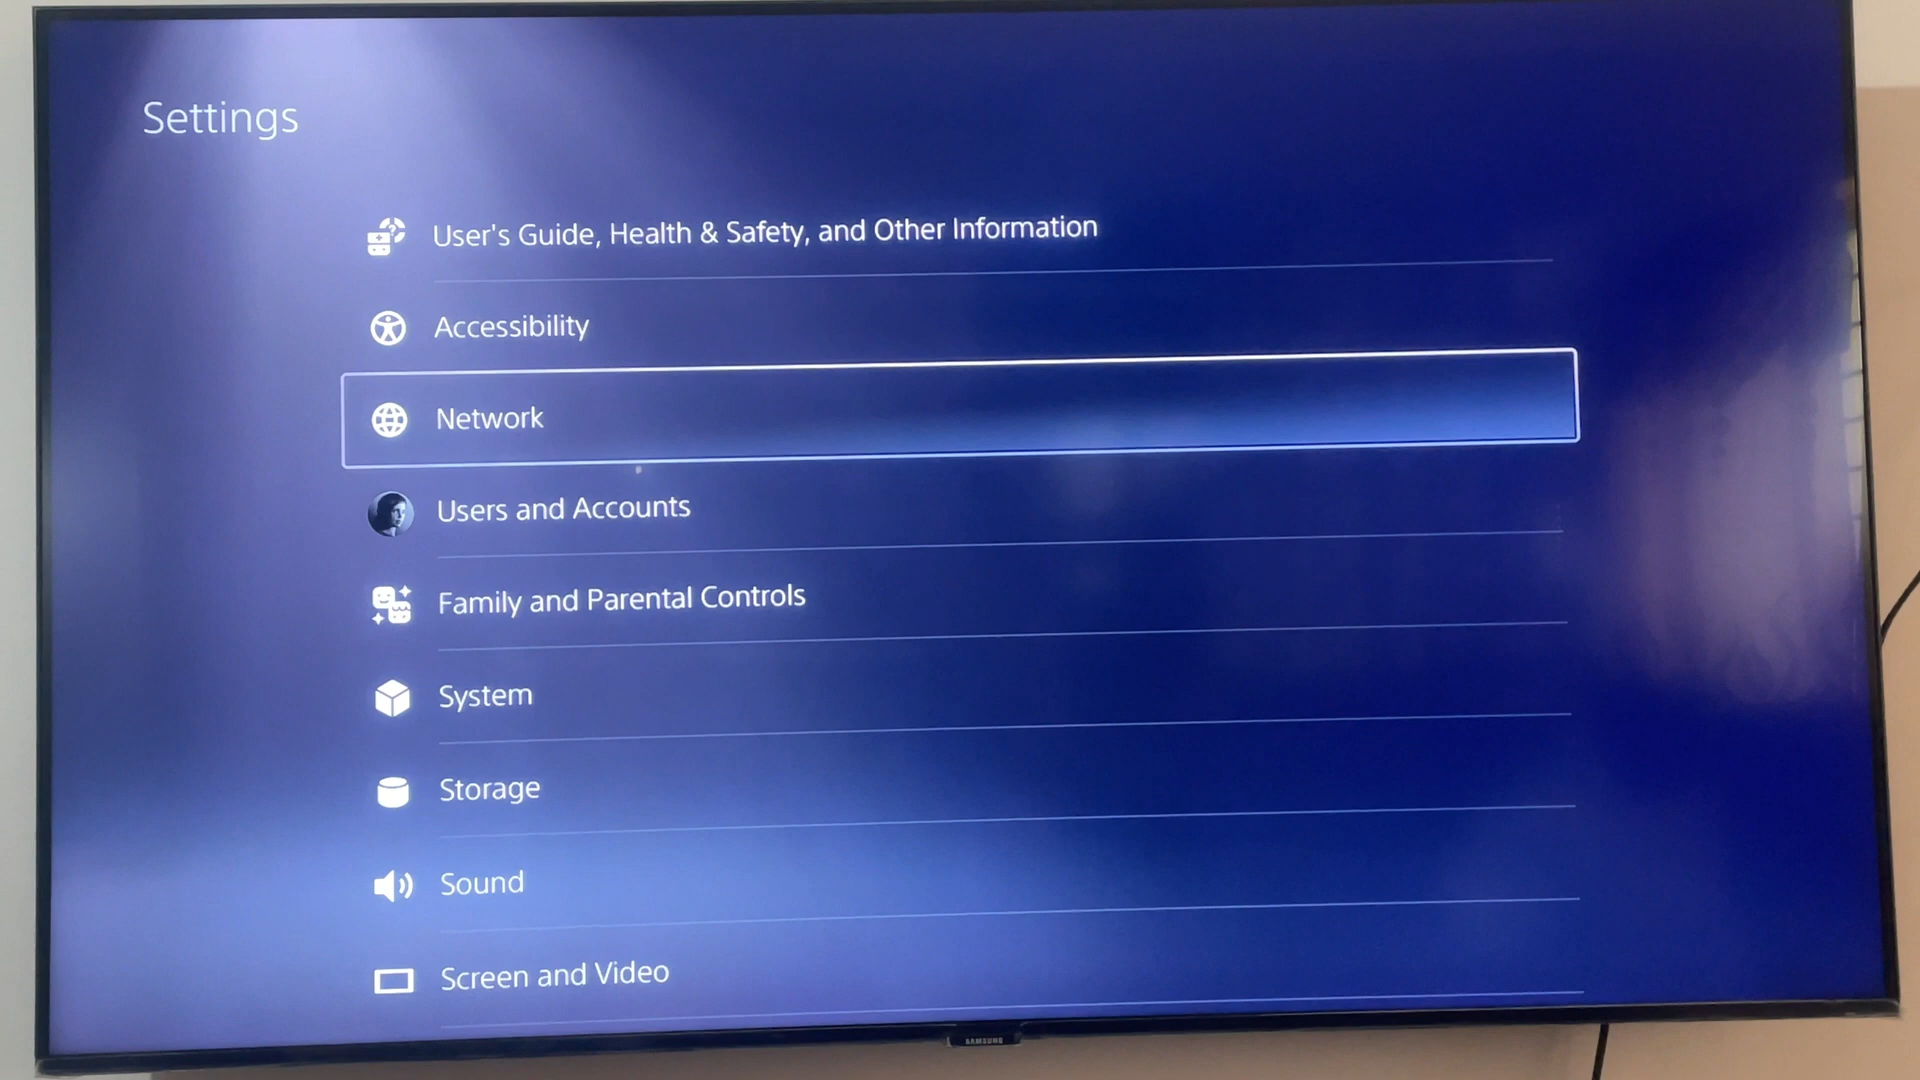 Settings
User's Guide, Health & Safety, and Other Information
Accessibility
Network
Users and Accounts
Family and Parental Controls
System
Storage
Sound
Screen and Video
SAMSUNG